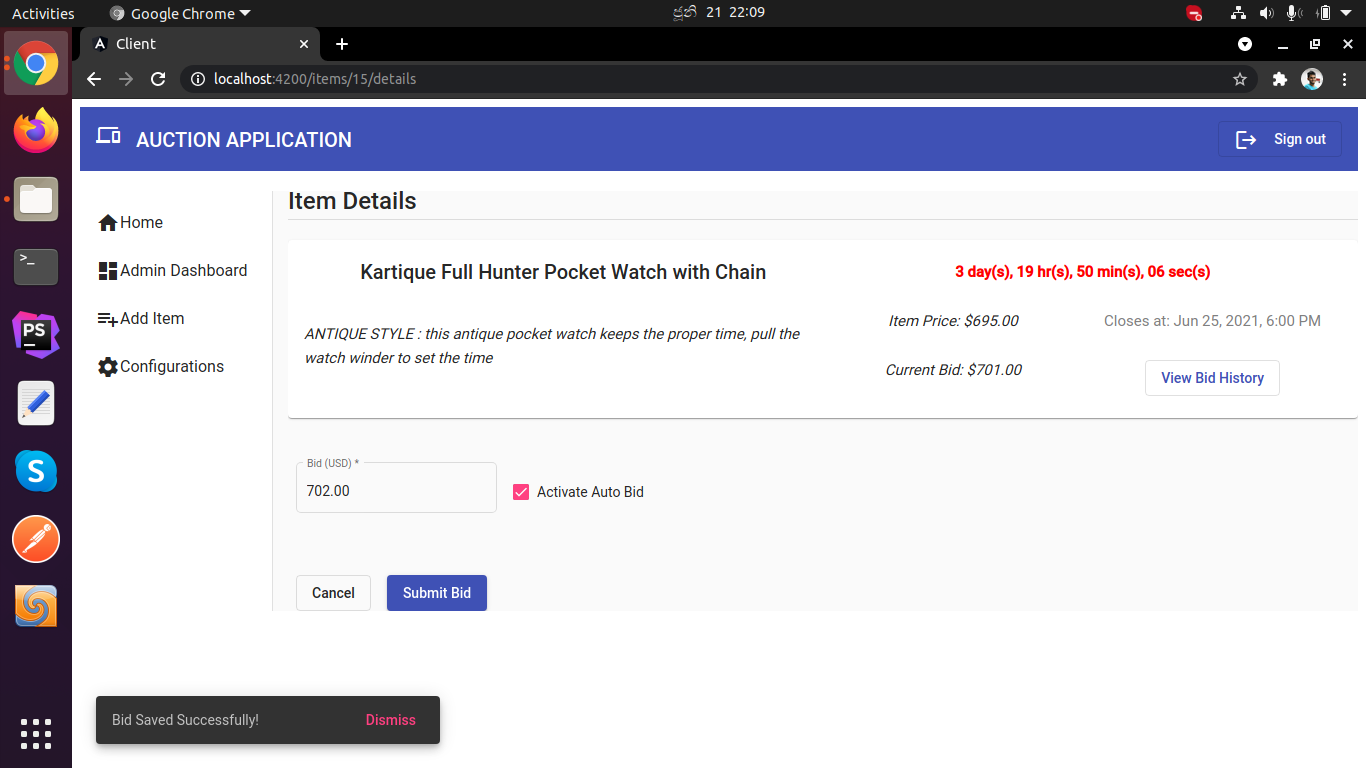 Activities
Google Chrome
ජූනි 21 22:09
Client
localhost:4200/items/15/details
AUCTION APPLICATION
Sign out
Home
Admin Dashboard
Add Item
Configurations
Item Details
Kartique Full Hunter Pocket Watch with Chain
3 day(s), 19 hr(s), 50 min(s), 06 sec(s)
ANTIQUE STYLE : this antique pocket watch keeps the proper time, pull the
watch winder to set the time
Item Price: $695.00
Closes at: Jun 25, 2021, 6:00 PM
Current Bid: $701.00
View Bid History
Bid (USD) *
702.00
Activate Auto Bid
Cancel
Submit Bid
Bid Saved Successfully!
Dismiss
>_
PS
S